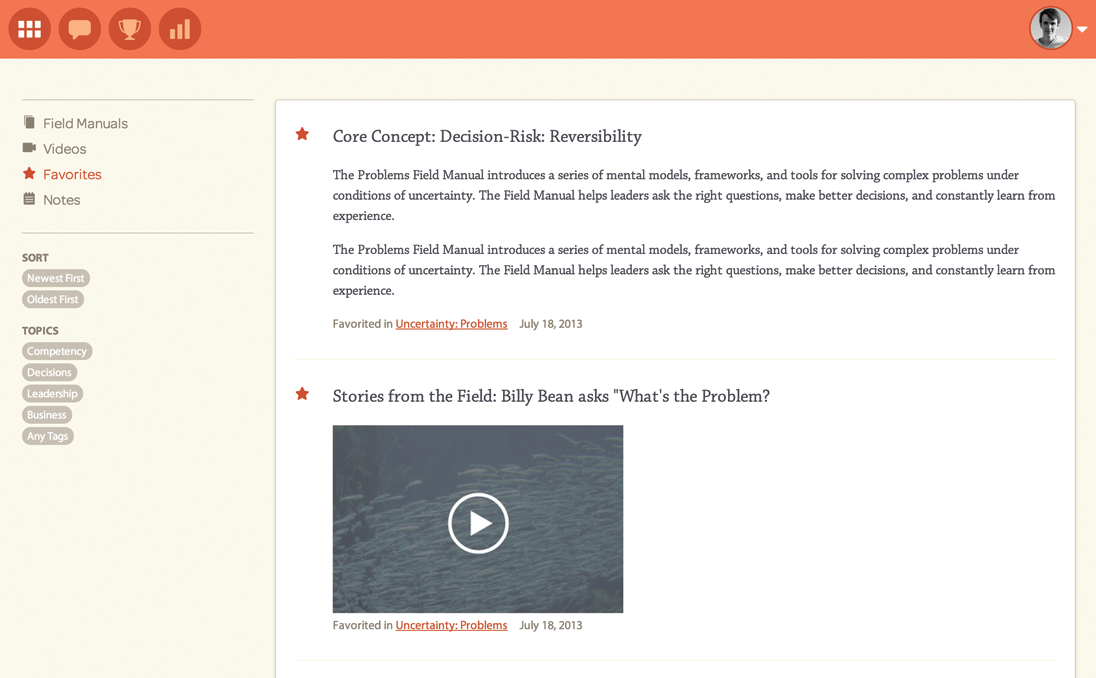 Field Manuals
Videos
Favorites
Notes
SORT
Newest First
Oldest First
TOPICS
Competency
Decisions
Leadership
Business
Any Tags
Core Concept: Decision-Risk: Reversibility
The Problems Field Manual introduces a series of mental models, frameworks, and tools for solving complex problems under
conditions of uncertainty. The Field Manual helps leaders ask the right questions, make better decisions, and constantly learn from
experience.
The Problems Field Manual introduces a series of mental models, frameworks, and tools for solving complex problems under
conditions of uncertainty. The Field Manual helps leaders ask the right questions, make better decisions, and constantly learn from
experience.
Favorited in Uncertainty: Problems July 18, 2013
Stories from the Field: Billy Bean asks "What's the Problem?
Favorited in Uncertainty: Problems July 18, 2013